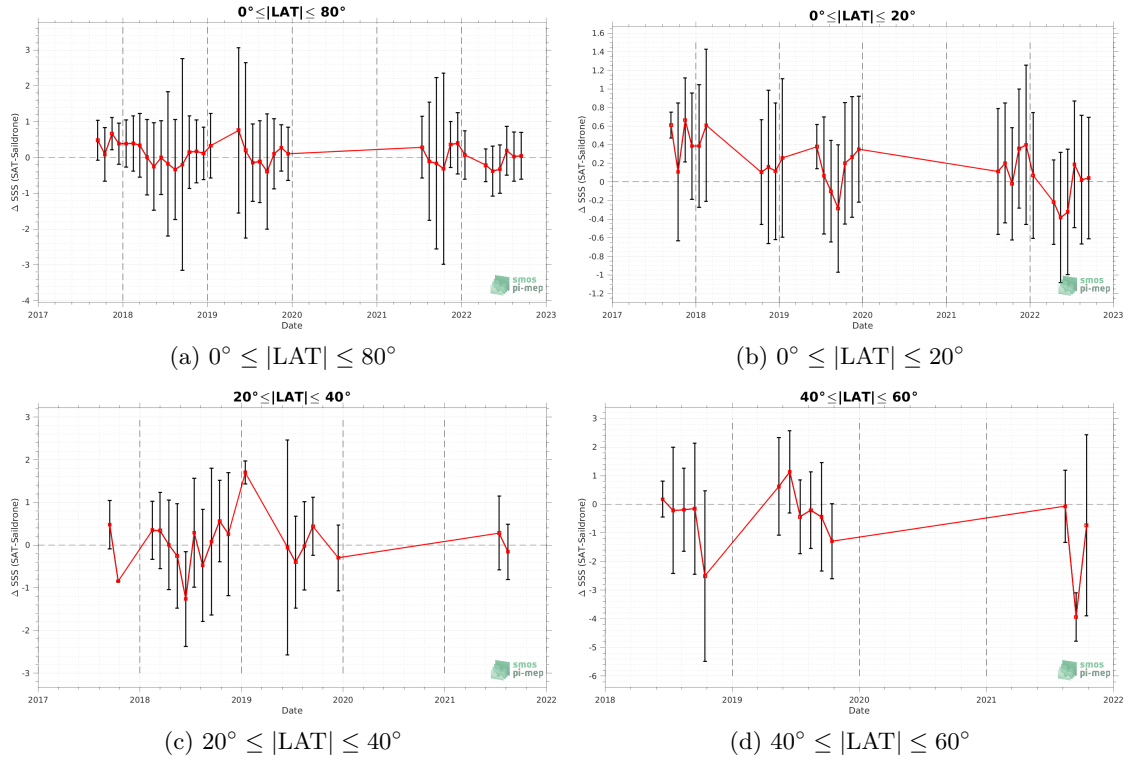 0°≤|LAT|≤ 80°
Δ SSS (SAT-Saildrone)
3
2
1
0
-1
-2
-3
-4
2017
2018
2019
2020
2021
2022
2023
Date
smos
pi-mep
(a) 0° ≤ |LAT| ≤ 80°
0°≤|LAT|≤ 20°
Δ SSS (SAT-Saildrone)
1.6
1.4
1.2
1
0.8
0.6
0.4
0.2
0
-0.2
-0.4
-0.6
-0.8
-1
-1.2
2017
2018
2019
2020
2021
2022
2023
Date
smos
pi-mep
(b) 0° ≤ |LAT| ≤ 20°
20°≤|LAT|≤ 40°
Δ SSS (SAT-Saildrone)
3
2
1
0
-1
-2
-3
2017
2018
2019
2020
2021
2022
Date
smos
pi-mep
(c) 20° ≤ |LAT| ≤ 40°
40°≤|LAT|≤ 60°
Δ SSS (SAT-Saildrone)
3
2
1
0
-1
-2
-3
-4
-5
-6
2018
2019
2020
2021
2022
Date
smos
pi-mep
(d) 40° ≤ |LAT| ≤ 60°